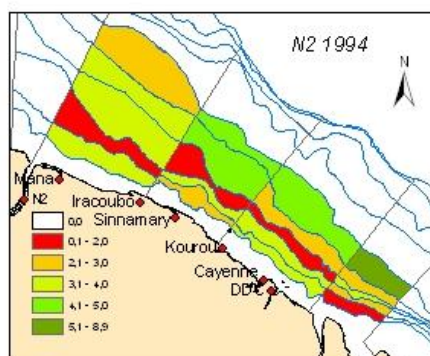 N2 1994
N
Mana
N2
Iracoubo
Sinnamary
Kourou
Cayenne
DDC
0,0
0,1 - 2,0
2,1 - 3,0
3,1 - 4,0
4,1 - 5,0
5,1 - 8,9